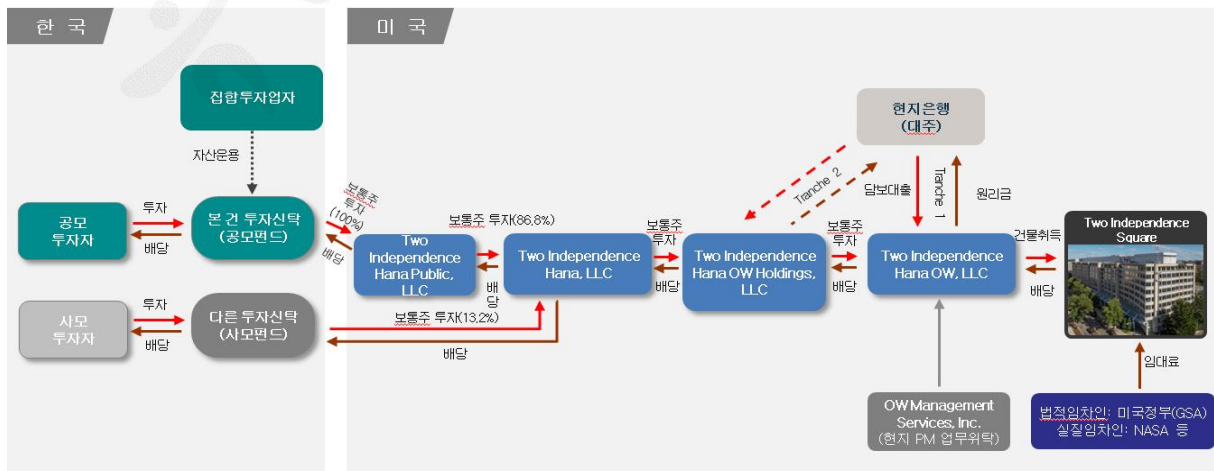 한 국
미 국
집합투자업자
자산운용
공모
투자자
투자
배당
본 건 투자신탁
(공모펀드)
보통주
투자
(100%)
배당
Two
Independence
Hana Public,
LLC
보통주 투자(86.8%)
배
당
Two Independence
Hana, LLC
보통주
투자
배당
Two Independence
Hana OW Holdings,
LLC
보통주
투자
배당
Two Independence
Hana OW, LLC
건물취득
배당
Two Independence
Square
현지은행
(대주)
Tranche 2
담보대출
Tranche 1
원리금
사모
투자자
투자
배당
다른 투자신탁
(사모펀드)
보통주 투자(13.2%)
배당
임대료
OW Management
Services, Inc.
(현지 PM 업무위탁)
법적임차인: 미국정부(GSA)
실질임차인: NASA 등